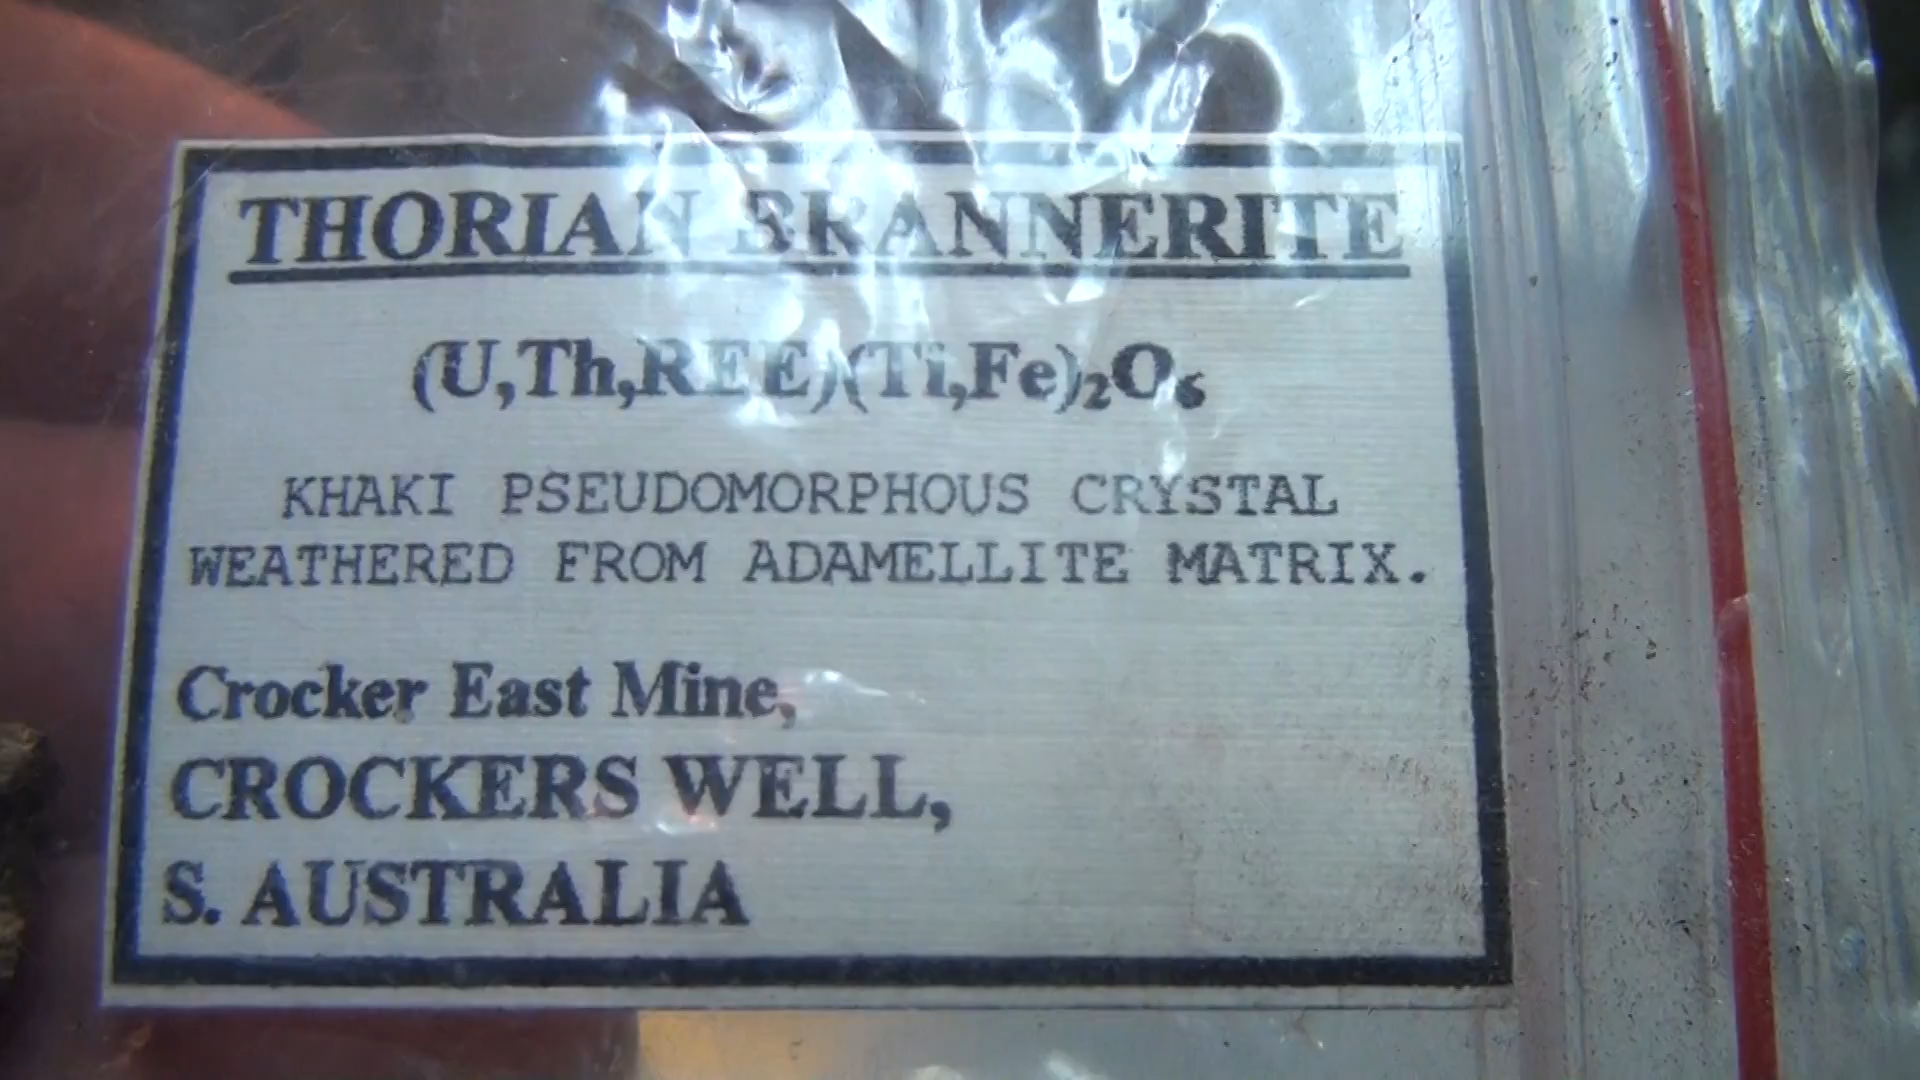 THORIAN BRANNERITE
(U,Th,REE)(Ti,Fe)₂O₆
KHAKI PSEUDOMORPHOUS CRYSTAL
WEATHERED FROM ADAMELLITE MATRIX.
Crocker East Mine,
CROCKERS WELL,
S. AUSTRALIA